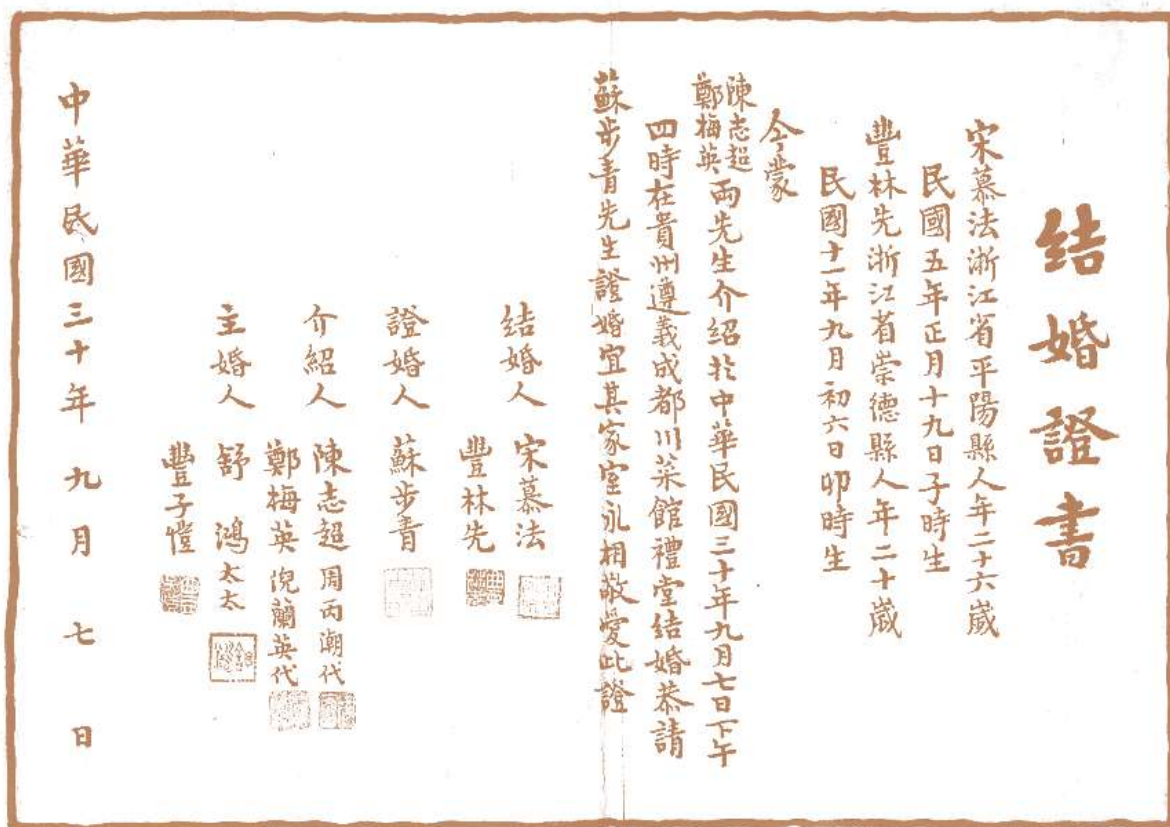 结婚證書
宋慕法浙江省平陽縣人年二十六歲
民國五年正月十九日子時生
豐林先浙江省崇德縣人年二十歲
民國十一年九月初六日卯時生
今蒙
陳志超
鄭梅英兩先生介绍於中華民國三十年九月七日下午
四時在貴州遵義成都川菜館禮堂结婚恭請
蘇步青先生證婚宜其家室永相敬愛此證
结婚人 宋慕法
豐林先
證婚人 蘇步青
介紹人 陳志超 周丙潮代
鄭梅英 倪蘭英代
主婚人 舒鴻太太
豐子愷
中華民國三十年九月七日